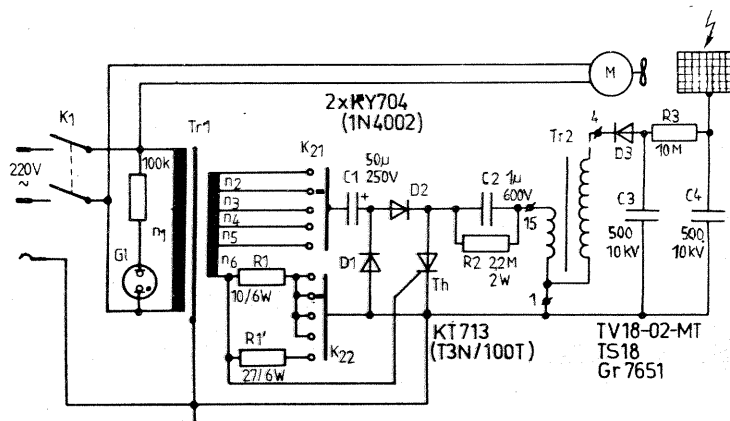 K1
220V
~
100k
n1
Gl
Tr1
n2
n3
n4
n5
n6
R1
10/6W
R1'
27/6W
K21
K22
2xKY704
(1N4002)
C1
50μ
250V
+
D1
D2
C2
1μ
600V
R2
2,2M
2W
Th
KT713
(T3N/100T)
15
1
Tr2
4
D3
R3
10M
C3
500
10kV
C4
500
10kV
M
TV18-02-MT
TS18
Gr7651